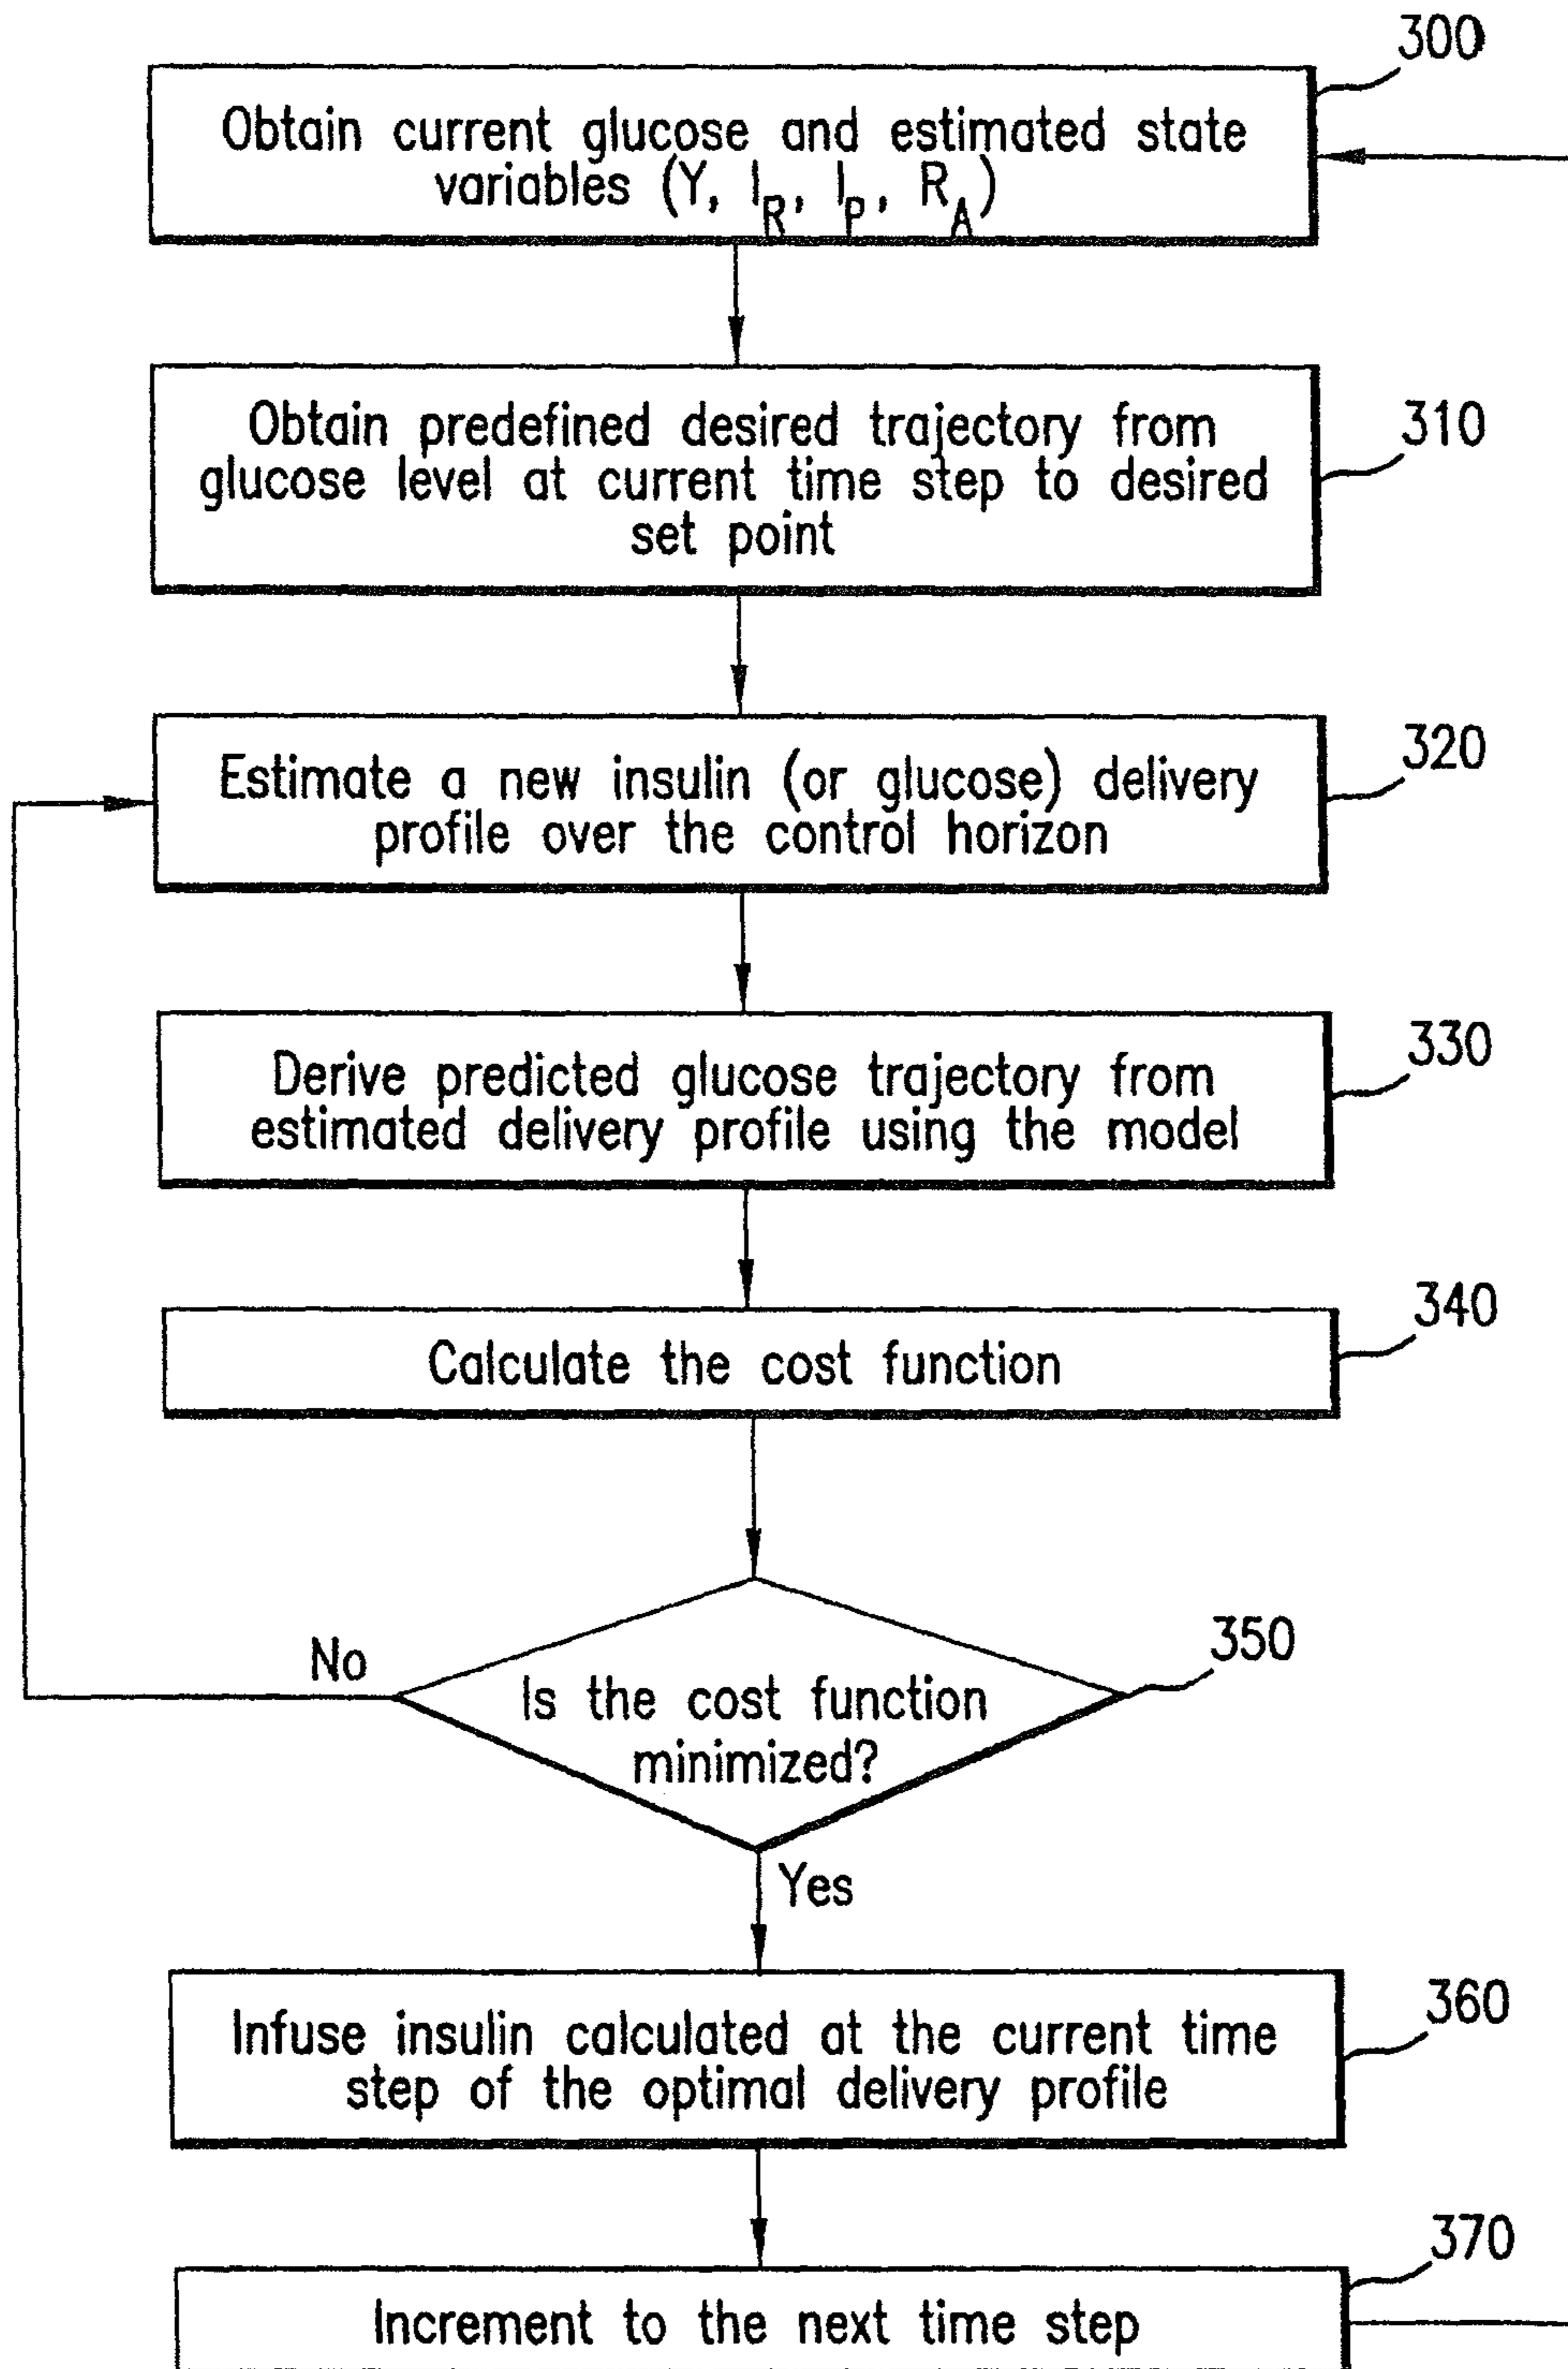 300
Obtain current glucose and estimated state
variables (Y, I_R, I_P, R_A)
310
Obtain predefined desired trajectory from
glucose level at current time step to desired
set point
320
Estimate a new insulin (or glucose) delivery
profile over the control horizon
330
Derive predicted glucose trajectory from
estimated delivery profile using the model
340
Calculate the cost function
350
No
Is the cost function
minimized?
Yes
360
Infuse insulin calculated at the current time
step of the optimal delivery profile
370
Increment to the next time step